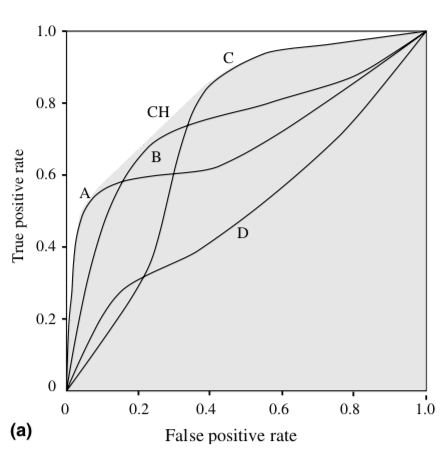 1.0
C
0.8
CH
B
0.6
A
True positive rate
0.4
D
0.2
0
0 0.2 0.4 0.6 0.8 1.0
(a)
False positive rate